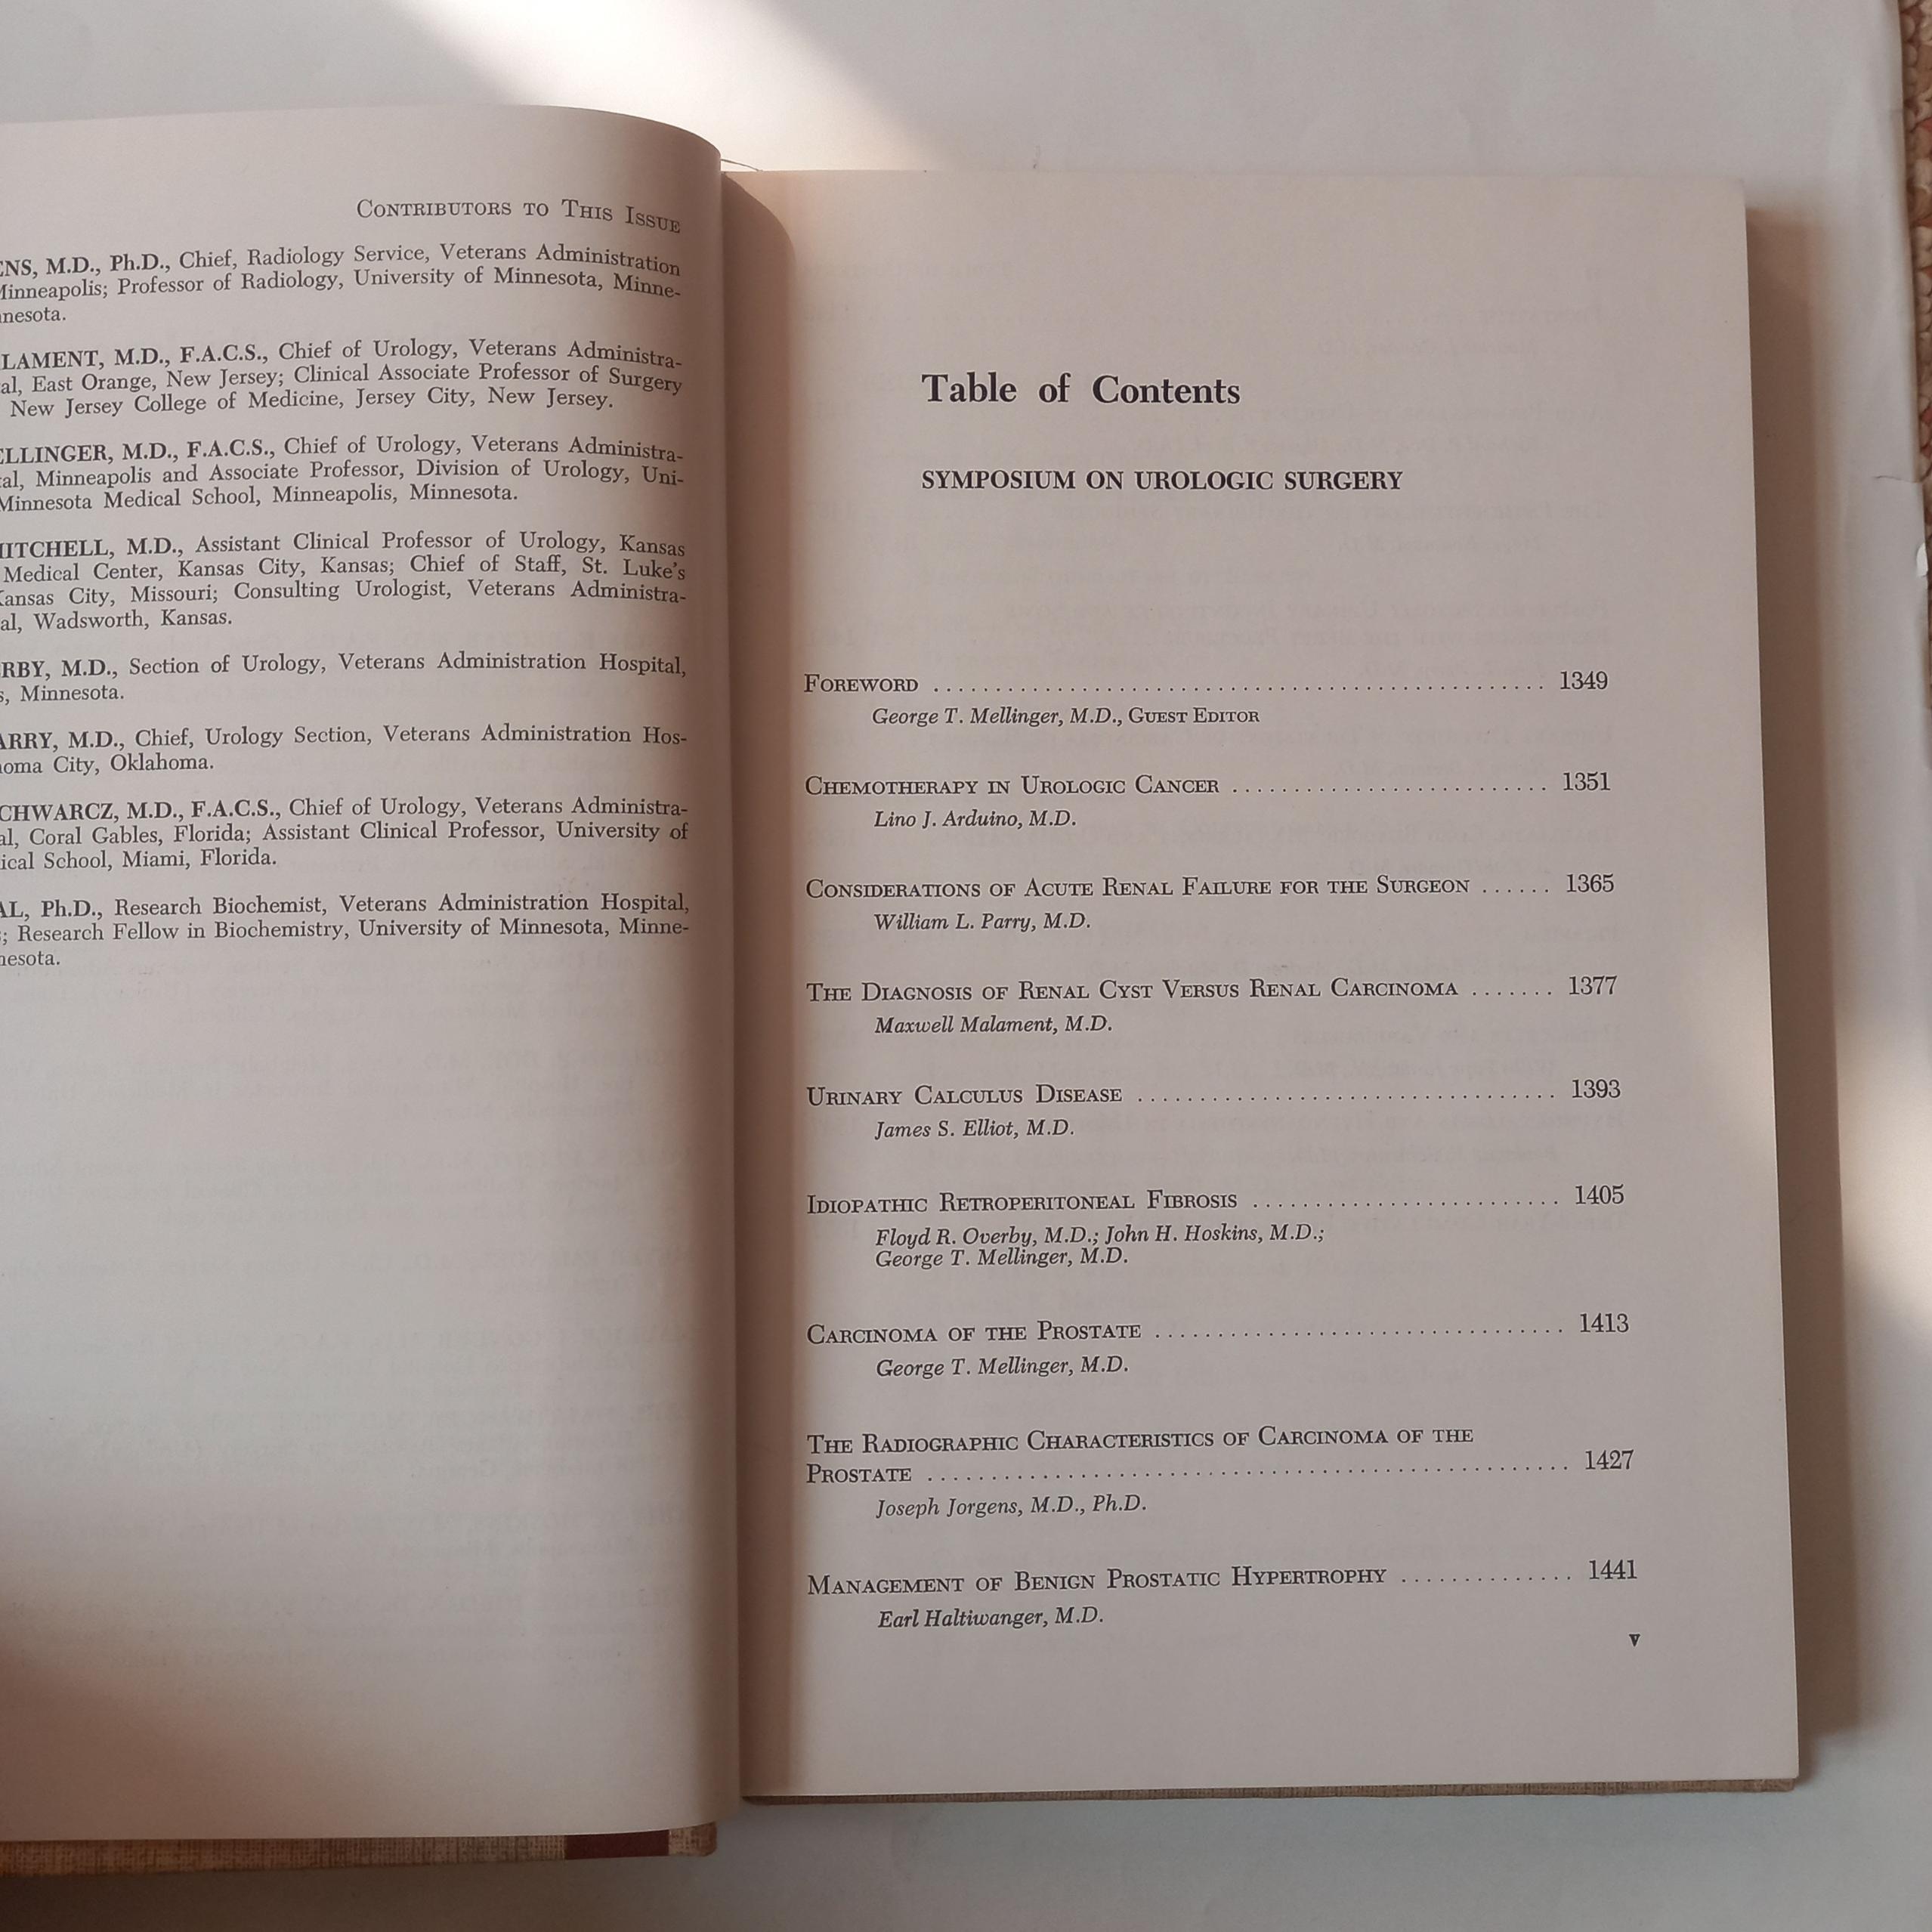 CONTRIBUTORS TO THIS ISSUE
ENS, M.D., Ph.D., Chief, Radiology Service, Veterans Administration
Minneapolis; Professor of Radiology, University of Minnesota, Minne-
nesota.
LAMENT, M.D., F.A.C.S., Chief of Urology, Veterans Administra-
al, East Orange, New Jersey; Clinical Associate Professor of Surgery
New Jersey College of Medicine, Jersey City, New Jersey.
ELLINGER, M.D., F.A.C.S., Chief of Urology, Veterans Administra-
al, Minneapolis and Associate Professor, Division of Urology, Uni-
Minnesota Medical School, Minneapolis, Minnesota.
MITCHELL, M.D., Assistant Clinical Professor of Urology, Kansas
Medical Center, Kansas City, Kansas; Chief of Staff, St. Luke's
Kansas City, Missouri; Consulting Urologist, Veterans Administra-
al, Wadsworth, Kansas.
RBY, M.D., Section of Urology, Veterans Administration Hospital,
s, Minnesota.
ARRY, M.D., Chief, Urology Section, Veterans Administration Hos-
homa City, Oklahoma.
SCHWARCZ, M.D., F.A.C.S., Chief of Urology, Veterans Administra-
al, Coral Gables, Florida; Assistant Clinical Professor, University of
ical School, Miami, Florida.
AL, Ph.D., Research Biochemist, Veterans Administration Hospital,
; Research Fellow in Biochemistry, University of Minnesota, Minne-
nesota.
Table of Contents
SYMPOSIUM ON UROLOGIC SURGERY
FOREWORD ........ 1349
George T. Mellinger, M.D., GUEST EDITOR
CHEMOTHERAPY IN UROLOGIC CANCER ........ 1351
Lino J. Arduino, M.D.
CONSIDERATIONS OF ACUTE RENAL FAILURE FOR THE SURGEON ...... 1365
William L. Parry, M.D.
THE DIAGNOSIS OF RENAL CYST VERSUS RENAL CARCINOMA ....... 1377
Maxwell Malament, M.D.
URINARY CALCULUS DISEASE ........ 1393
James S. Elliot, M.D.
IDIOPATHIC RETROPERITONEAL FIBROSIS ........ 1405
Floyd R. Overby, M.D.; John H. Hoskins, M.D.;
George T. Mellinger, M.D.
CARCINOMA OF THE PROSTATE ........ 1413
George T. Mellinger, M.D.
THE RADIOGRAPHIC CHARACTERISTICS OF CARCINOMA OF THE
PROSTATE ........ 1427
Joseph Jorgens, M.D., Ph.D.
MANAGEMENT OF BENIGN PROSTATIC HYPERTROPHY ........ 1441
Earl Haltiwanger, M.D.
v